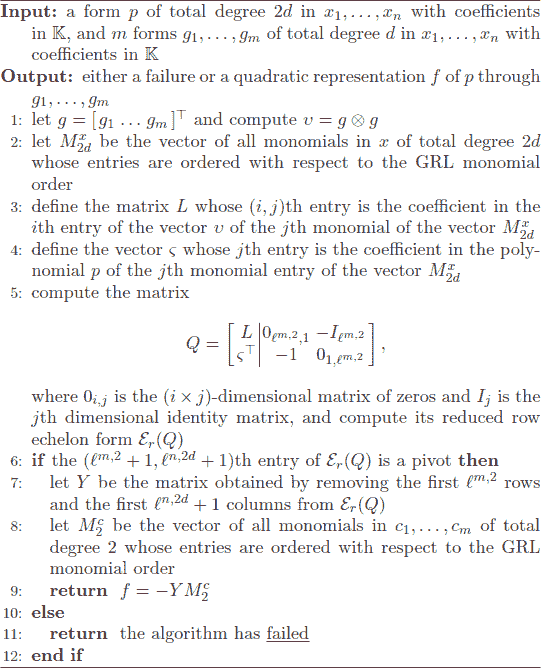 Input: a form p of total degree 2d in x₁, . . . , xₙ with coefficients
in 𝕂, and m forms g₁, . . . , gₘ of total degree d in x₁, . . . , xₙ with
coefficients in 𝕂
Output: either a failure or a quadratic representation f of p through
g₁, . . . , gₘ
1: let g = [g₁ . . . gₘ]^⊤ and compute υ = g ⊗ g
2: let M^x_{2d} be the vector of all monomials in x of total degree 2d
whose entries are ordered with respect to the GRL monomial
order
3: define the matrix L whose (i, j)th entry is the coefficient in the
ith entry of the vector υ of the jth monomial of the vector M^x_{2d}
4: define the vector ς whose jth entry is the coefficient in the poly-
nomial p of the jth monomial entry of the vector M^x_{2d}
5: compute the matrix
Q = [ L | 0_{ℓ^{m,2},1} −I_{ℓ^{m,2}}
ς^⊤ | −1 0_{1,ℓ^{m,2}} ] ,
where 0_{i,j} is the (i × j)-dimensional matrix of zeros and I_j is the
jth dimensional identity matrix, and compute its reduced row
echelon form ℰ_r(Q)
6: if the (ℓ^{m,2} + 1, ℓ^{n,2d} + 1)th entry of ℰ_r(Q) is a pivot then
7: let Y be the matrix obtained by removing the first ℓ^{m,2} rows
and the first ℓ^{n,2d} + 1 columns from ℰ_r(Q)
8: let M^c_2 be the vector of all monomials in c₁, . . . , cₘ of total
degree 2 whose entries are ordered with respect to the GRL
monomial order
9: return f = −Y M^c_2
10: else
11: return the algorithm has failed
12: end if